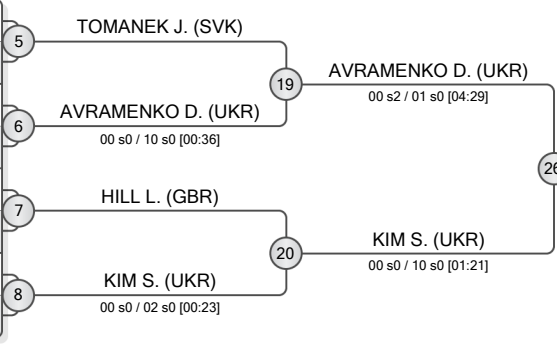 5
TOMANEK J. (SVK)
19
AVRAMENKO D. (UKR)
00 s2 / 01 s0 [04:29]
6
AVRAMENKO D. (UKR)
00 s0 / 10 s0 [00:36]
26
7
HILL L. (GBR)
20
KIM S. (UKR)
00 s0 / 10 s0 [01:21]
8
KIM S. (UKR)
00 s0 / 02 s0 [00:23]